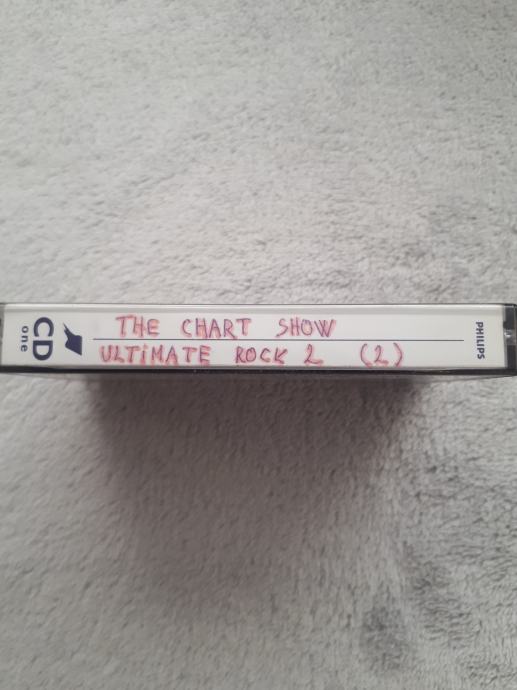 CD
one
THE CHART SHOW
ULTIMATE ROCK 2 (2)
PHILIPS